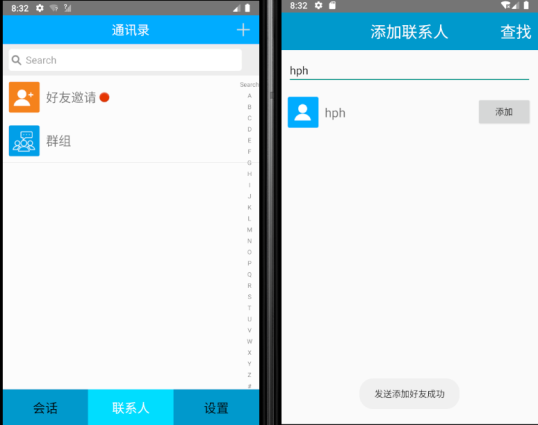 8:32
通讯录
Search
好友邀请
群组
Search
A
B
C
D
E
F
G
H
I
J
K
L
M
N
O
P
Q
R
S
T
U
V
W
X
Y
Z
#
会话
联系人
设置
8:32
添加联系人
查找
hph
hph
添加
发送添加好友成功